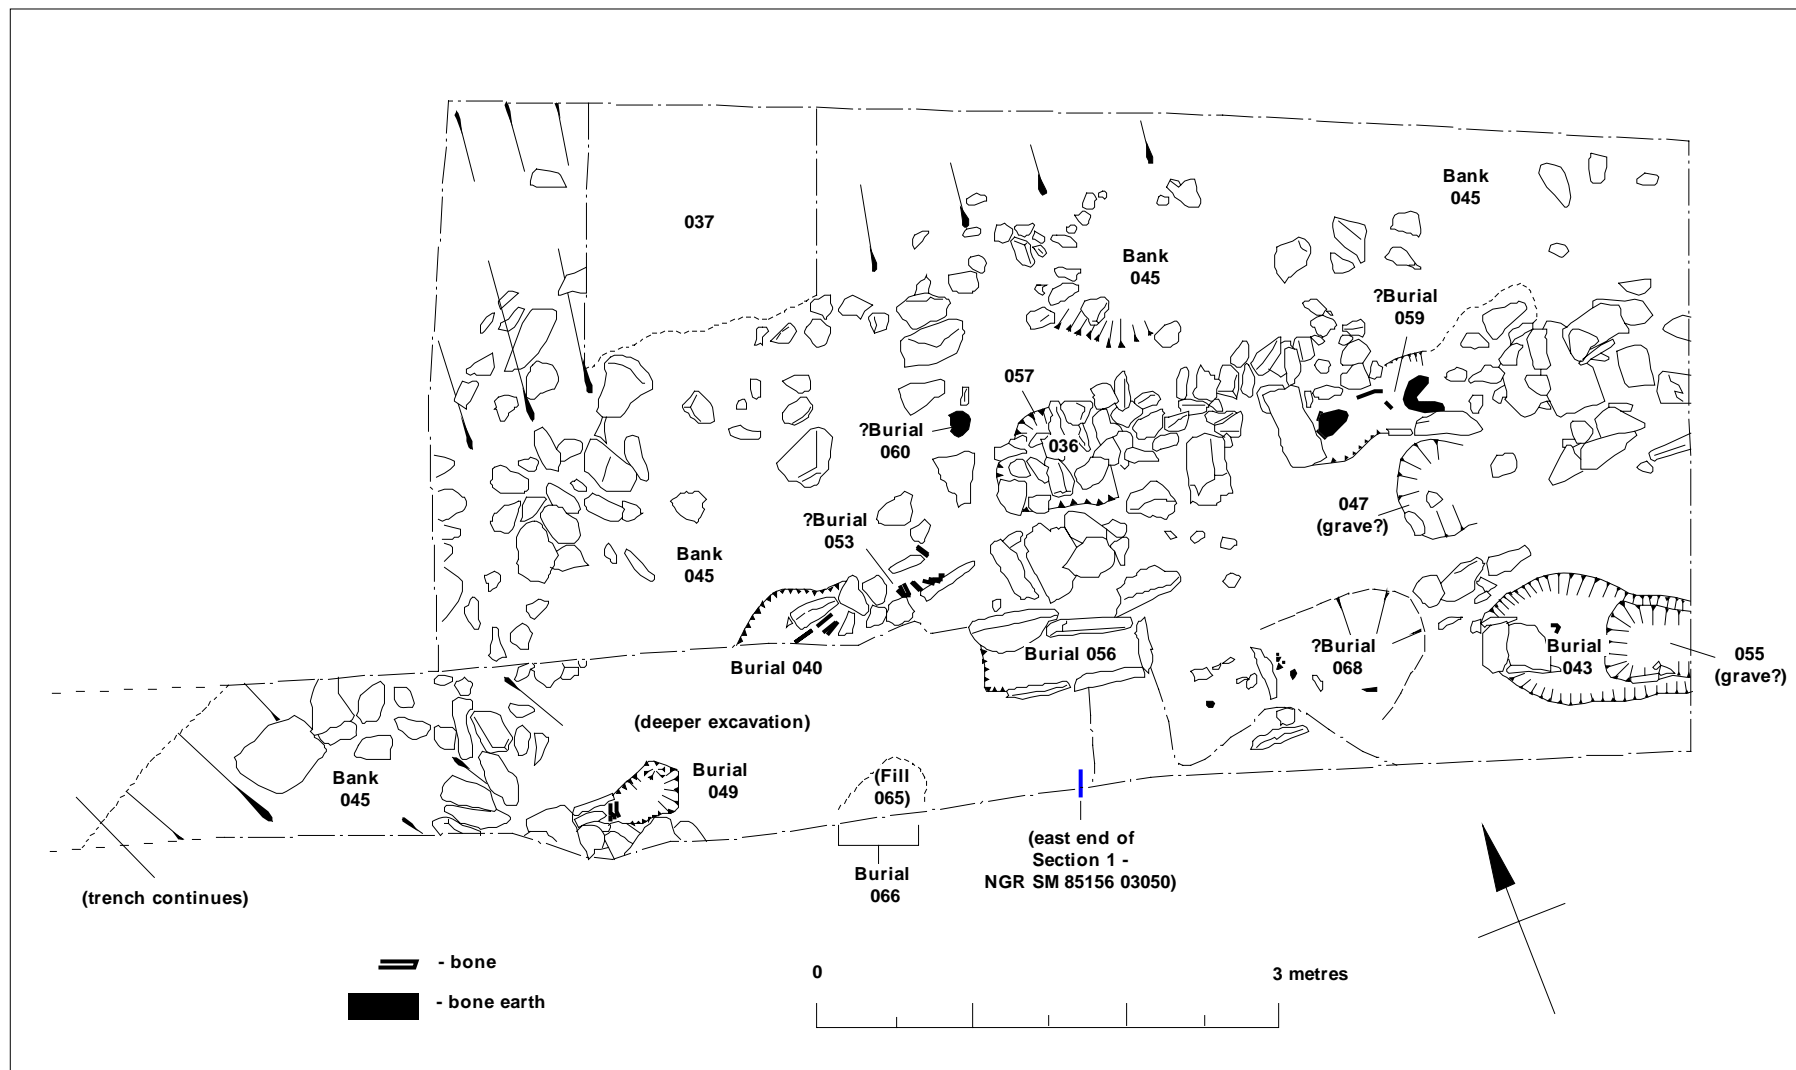 Bank
045
037
Bank
045
?Burial
059
057
?Burial
060
036
047
(grave?)
?Burial
053
Bank
045
Burial 040
Burial 056
?Burial
068
Burial
043
055
(grave?)
(deeper excavation)
Bank
045
Burial
049
(Fill
065)
(east end of
Section 1 -
NGR SM 85156 03050)
Burial
066
(trench continues)
- bone
- bone earth
0
3 metres